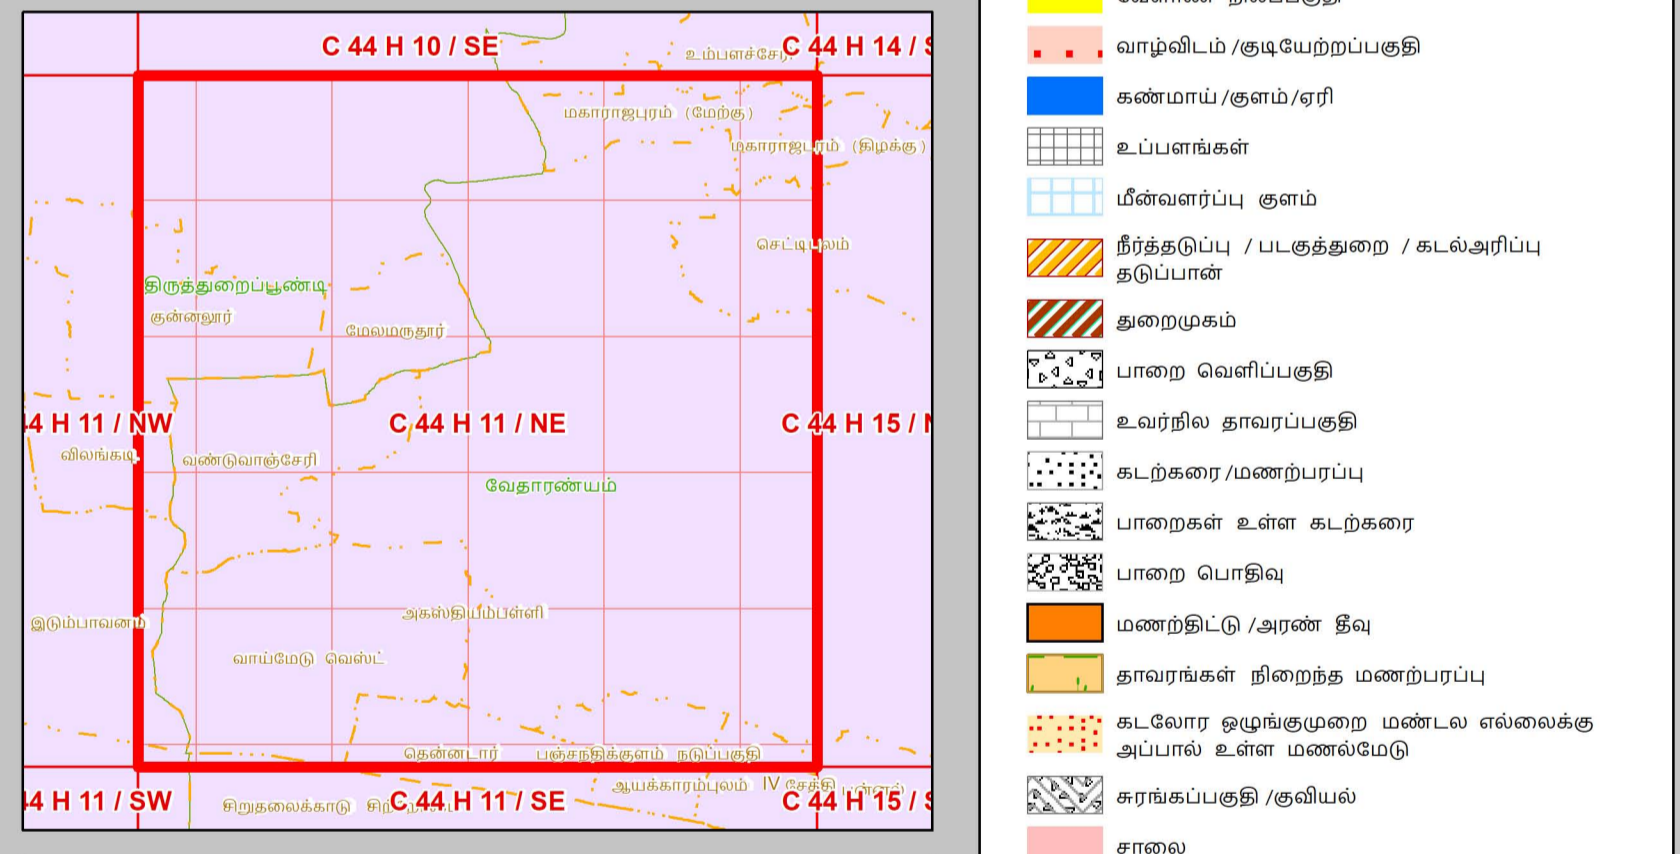 C 44 H 10 / SE
C 44 H 14 /
உம்பளச்சேரி
மகாராஜபுரம் (மேற்கு)
மகாராஜபுரம் (கிழக்கு)
செட்டிபுலம்
திருத்துறைப்பூண்டி
குன்னலூர்
மேலமருதூர்
44 H 11 / NW
C 44 H 11 / NE
C 44 H 15 /
விலங்கடி
வண்டுவாஞ்சேரி
வேதாரண்யம்
இடும்பாவனம்
அகஸ்தியம்பள்ளி
வாய்மேடு வெஸ்ட்
தென்னடார்
பஞ்சநதிக்குளம் நடுப்பகுதி
ஆயக்காரம்புலம் IV சேத்தி
44 H 11 / SW
சிறுதலைக்காடு
C 44 H 11 / SE
C 44 H 15 /
வாழ்விடம் /குடியேற்றப்பகுதி
கண்மாய் /குளம் /ஏரி
உப்பளங்கள்
மீன்வளர்ப்பு குளம்
நீர்த்தடுப்பு / படகுத்துறை / கடல்அரிப்பு
தடுப்பான்
துறைமுகம்
பாறை வெளிப்பகுதி
உவர்நில தாவரப்பகுதி
கடற்கரை /மணற்பரப்பு
பாறைகள் உள்ள கடற்கரை
பாறை பொதிவு
மணற்திட்டு /அரண் தீவு
தாவரங்கள் நிறைந்த மணற்பரப்பு
கடலோர ஒழுங்குமுறை மண்டல எல்லைக்கு
அப்பால் உள்ள மணல்மேடு
சுரங்கப்பகுதி /குவியல்
சாலை